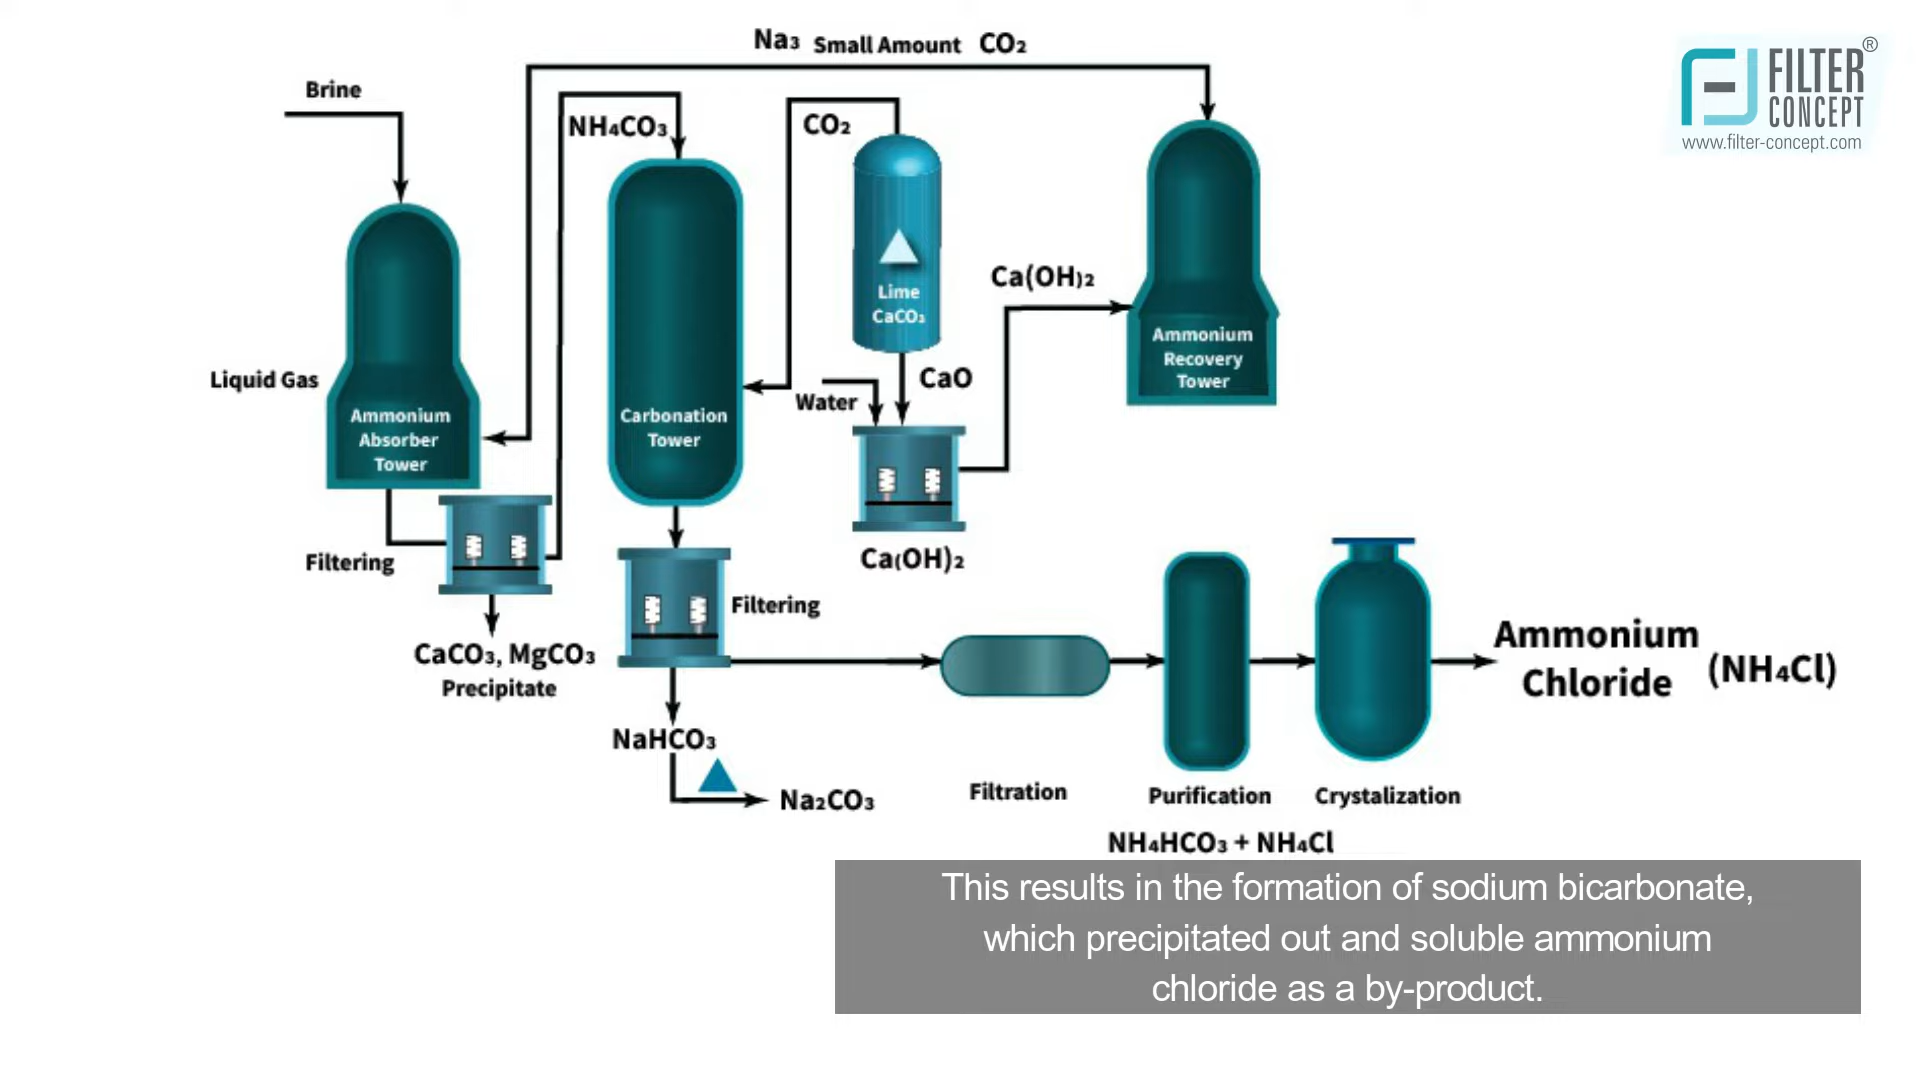 Na₃ Small Amount CO₂
FILTER
CONCEPT®
www.filter-concept.com
Brine
NH₄CO₃
CO₂
Lime
CaCO₃
Ca(OH)₂
Ammonium
Recovery
Tower
Liquid Gas
Ammonium
Absorber
Tower
Carbonation
Tower
Water
CaO
Ca(OH)₂
Filtering
CaCO₃, MgCO₃
Precipitate
Filtering
NaHCO₃
Na₂CO₃
Ammonium
Chloride
(NH₄Cl)
Filtration
Purification
Crystalization
NH₄HCO₃ + NH₄Cl
This results in the formation of sodium bicarbonate,
which precipitated out and soluble ammonium
chloride as a by-product.